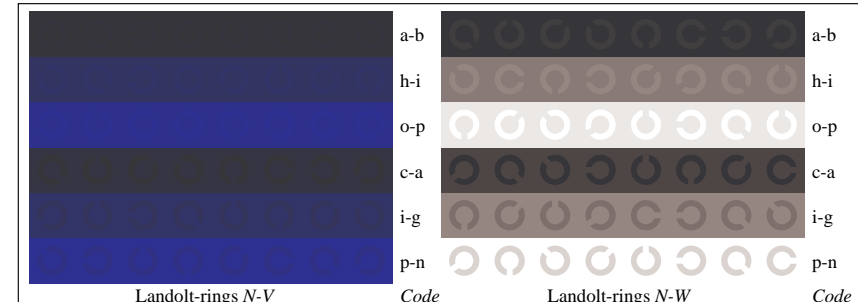 a-b a-b
h-i h-i
o-p o-p
c-a c-a
i-g i-g
p-n p-n
Landolt-rings N-V Code Landolt-rings N-W Code